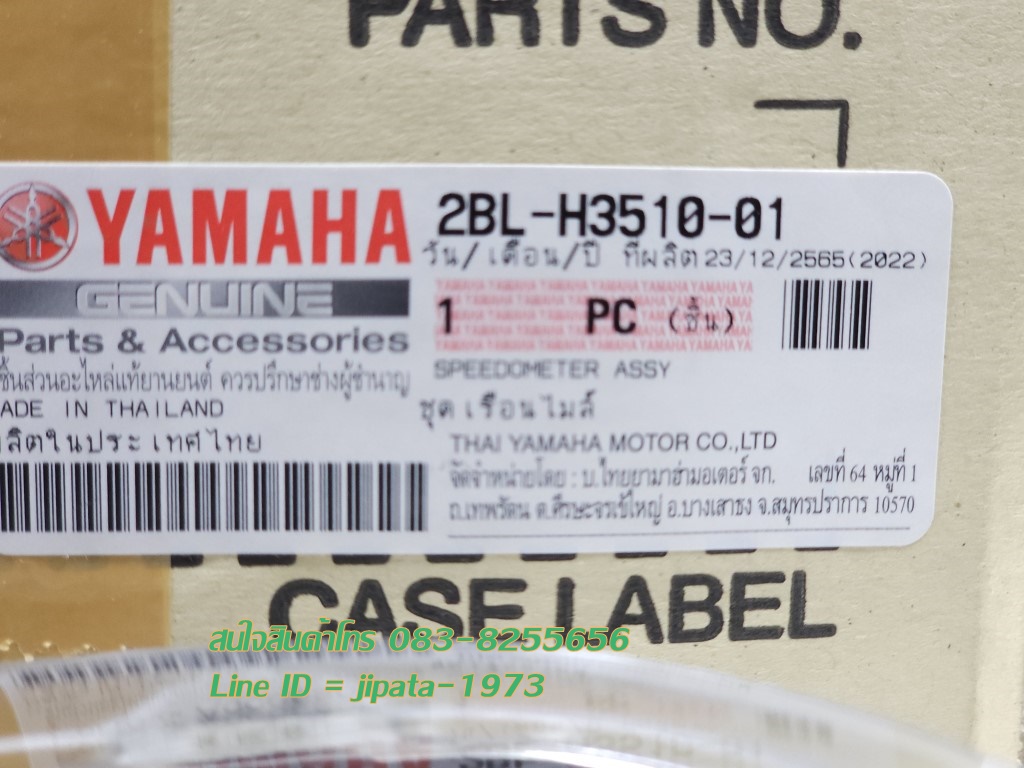 PARTS NO.
YAMAHA
2BL-H3510-01
วัน/เดือน/ปี ที่ผลิต 23/12/2565(2022)
GENUINE
1 PC (ชิ้น)
Parts & Accessories
SPEEDOMETER ASSY
ชิ้นส่วนอะไหล่แท้ยานยนต์ ควรปรึกษาช่างผู้ชำนาญ
ชุดเรือนไมล์
ADE IN THAILAND
ผลิตในประเทศไทย
THAI YAMAHA MOTOR CO.,LTD
จัดจำหน่ายโดย : บ.ไทยยามาฮ่ามอเตอร์ จก. เลขที่ 64 หมู่ที่ 1
ถ.เทพรัตน ต.ศีรษะจรเข้ใหญ่ อ.บางเสาธง จ.สมุทรปราการ 10570
CASE LABEL
สนใจสินค้าโทร 083-8255656
Line ID = jipata-1973